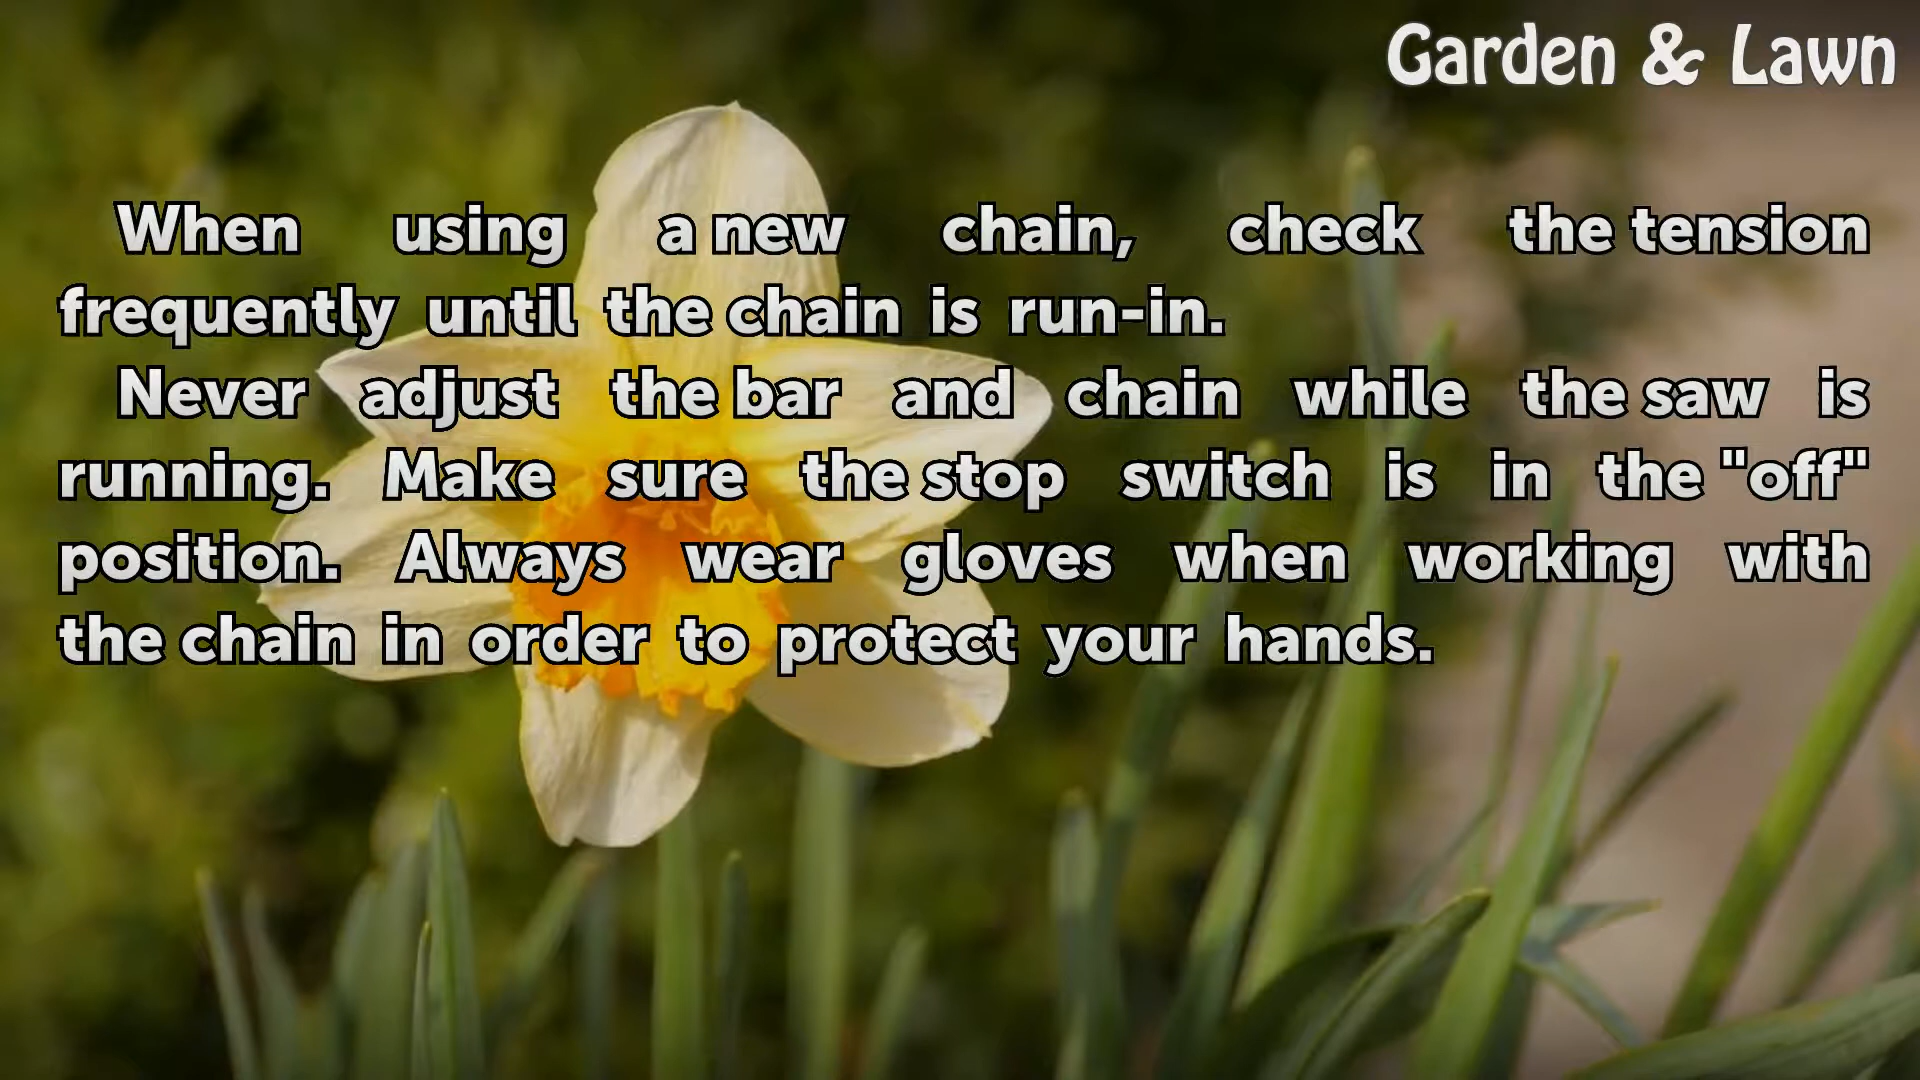 Garden & Lawn
When using a new chain, check the tension
frequently until the chain is run-in.
Never adjust the bar and chain while the saw is
running. Make sure the stop switch is in the "off"
position. Always wear gloves when working with
the chain in order to protect your hands.